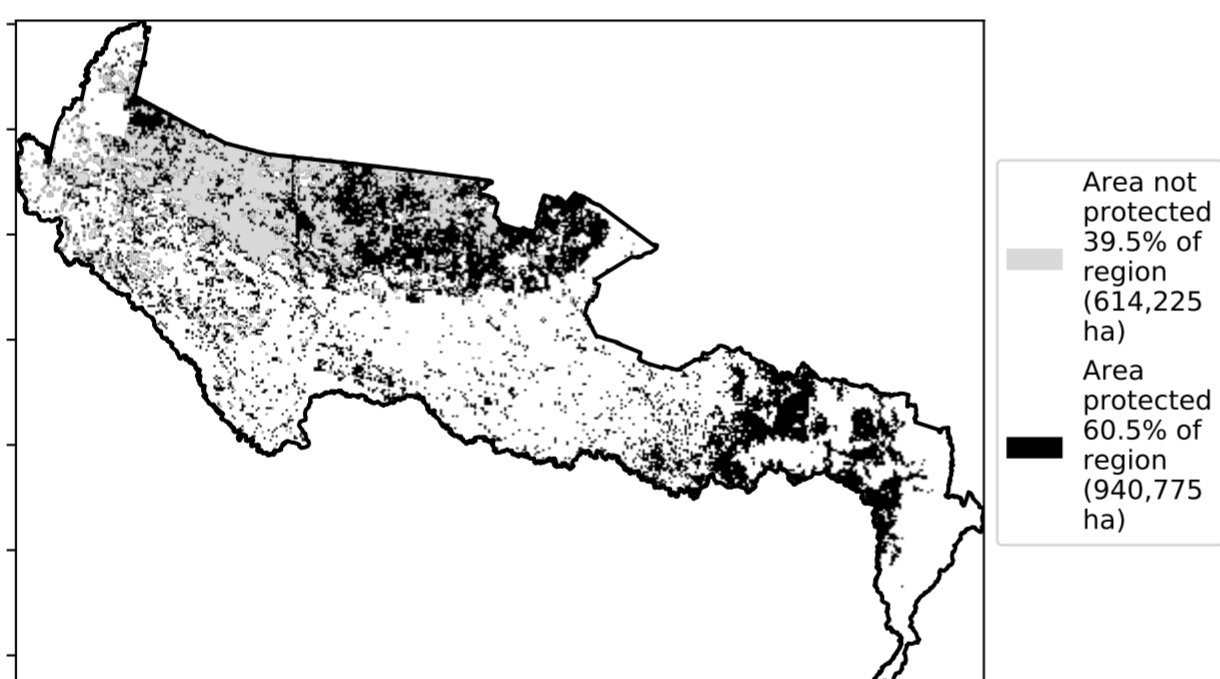 Area not
protected
39.5% of
region
(614,225
ha)
Area
protected
60.5% of
region
(940,775
ha)